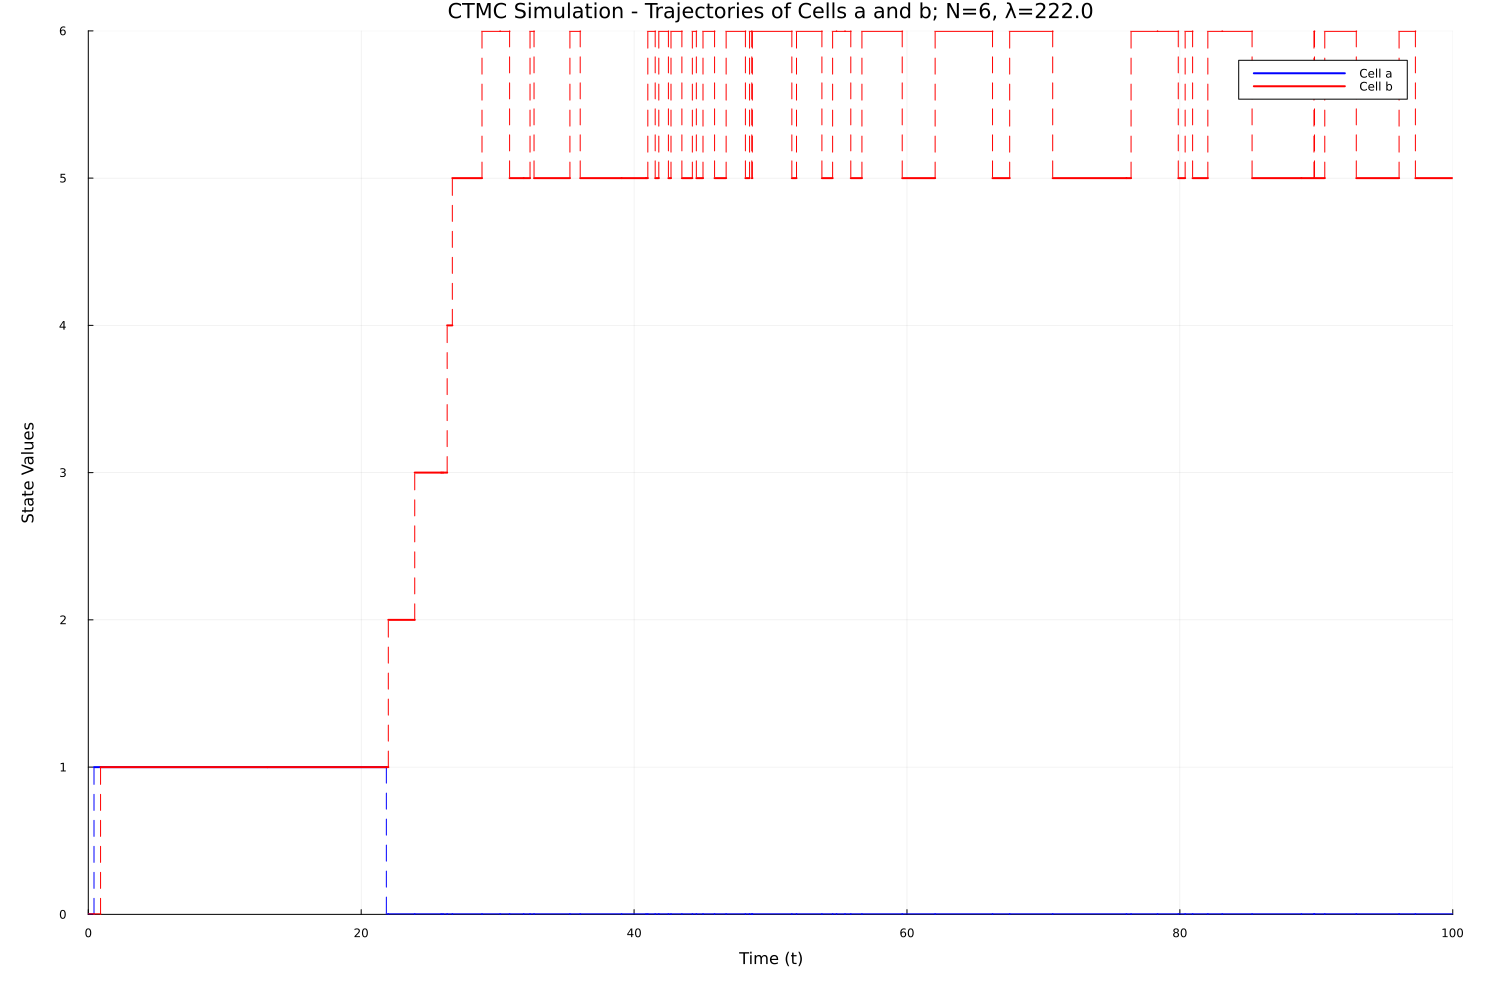 CTMC Simulation - Trajectories of Cells a and b; N=6, λ=222.0
6
Cell a
Cell b
5
4
State Values
3
2
1
0
0 20 40 60 80 100
Time (t)